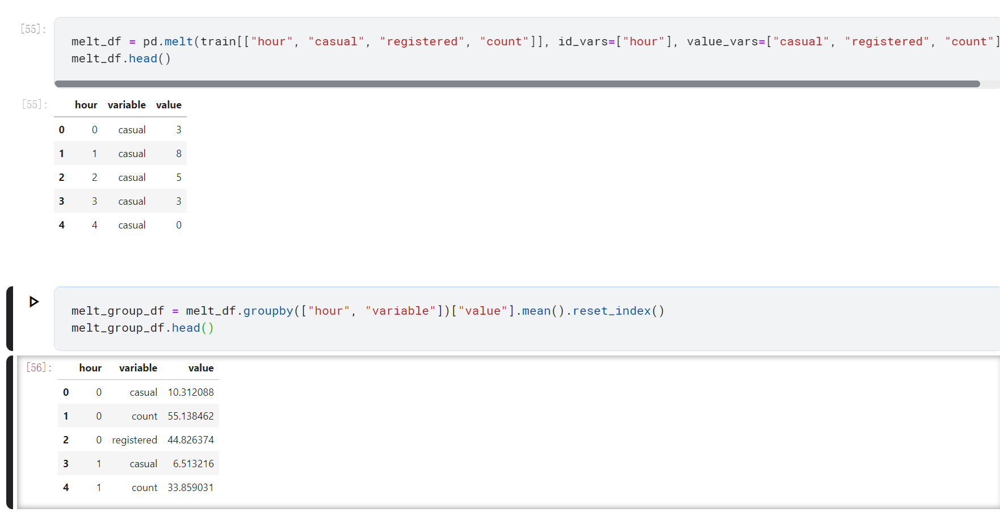 [55]:
melt_df = pd.melt(train[["hour", "casual", "registered", "count"]], id_vars=["hour"], value_vars=["casual", "registered", "count"]
melt_df.head()
[55]:
hour variable value
0 0 casual 3
1 1 casual 8
2 2 casual 5
3 3 casual 3
4 4 casual 0
melt_group_df = melt_df.groupby(["hour", "variable"])["value"].mean().reset_index()
melt_group_df.head()
[56]:
hour variable value
0 0 casual 10.312088
1 0 count 55.138462
2 0 registered 44.826374
3 1 casual 6.513216
4 1 count 33.859031